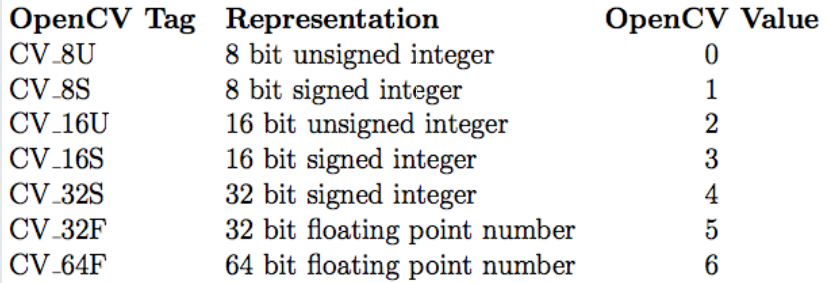 OpenCV Tag Representation OpenCV Value
CV_8U 8 bit unsigned integer 0
CV_8S 8 bit signed integer 1
CV_16U 16 bit unsigned integer 2
CV_16S 16 bit signed integer 3
CV_32S 32 bit signed integer 4
CV_32F 32 bit floating point number 5
CV_64F 64 bit floating point number 6